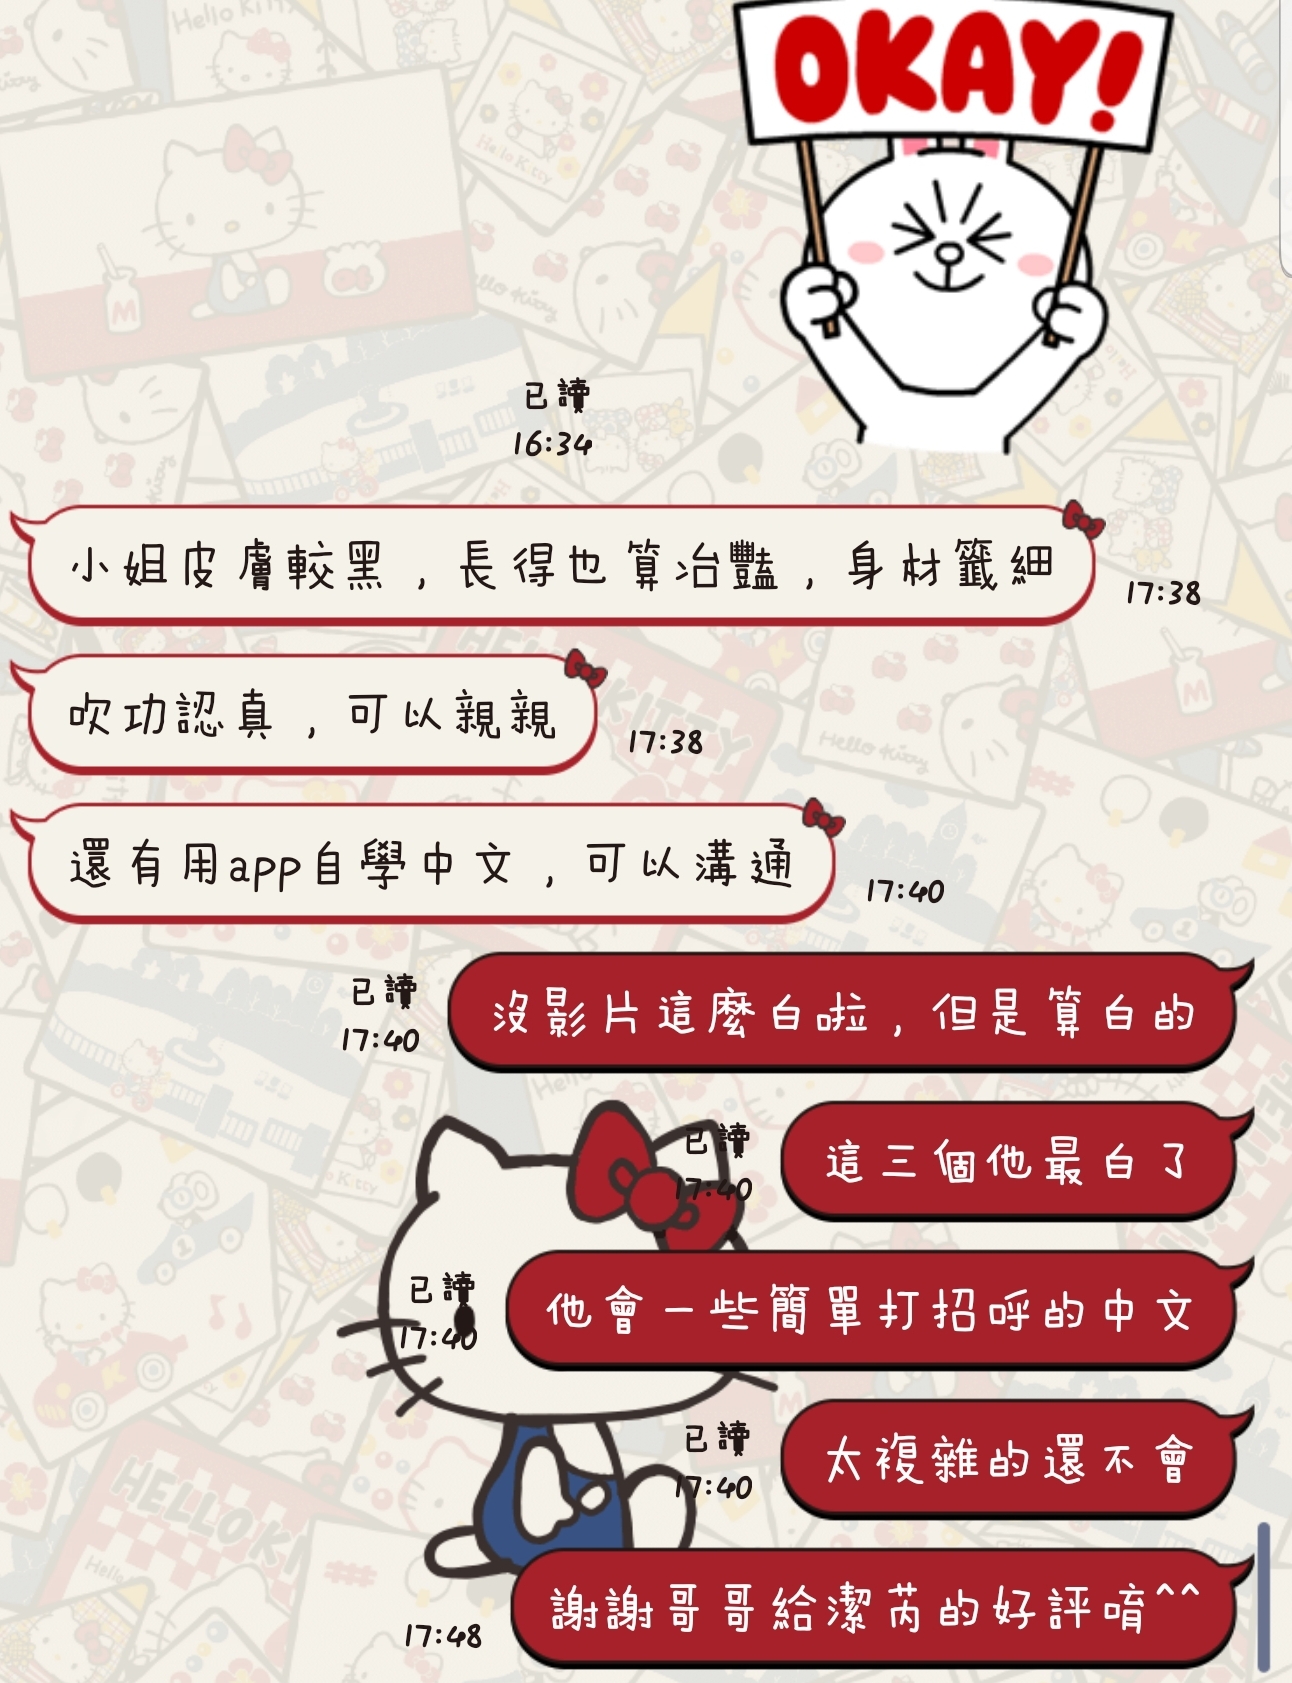 OKAY!
已讀
16:34
小姐皮膚較黑，長得也算冶豔，身材籤細
17:38
吹功認真，可以親親
17:38
還有用app自學中文，可以溝通
17:40
已讀
17:40
沒影片這麼白啦，但是算白的
已讀
17:40
這三個他最白了
已讀
17:40
他會一些簡單打招呼的中文
已讀
17:40
太複雜的還不會
17:48
謝謝哥哥給潔芮的好評唷^^